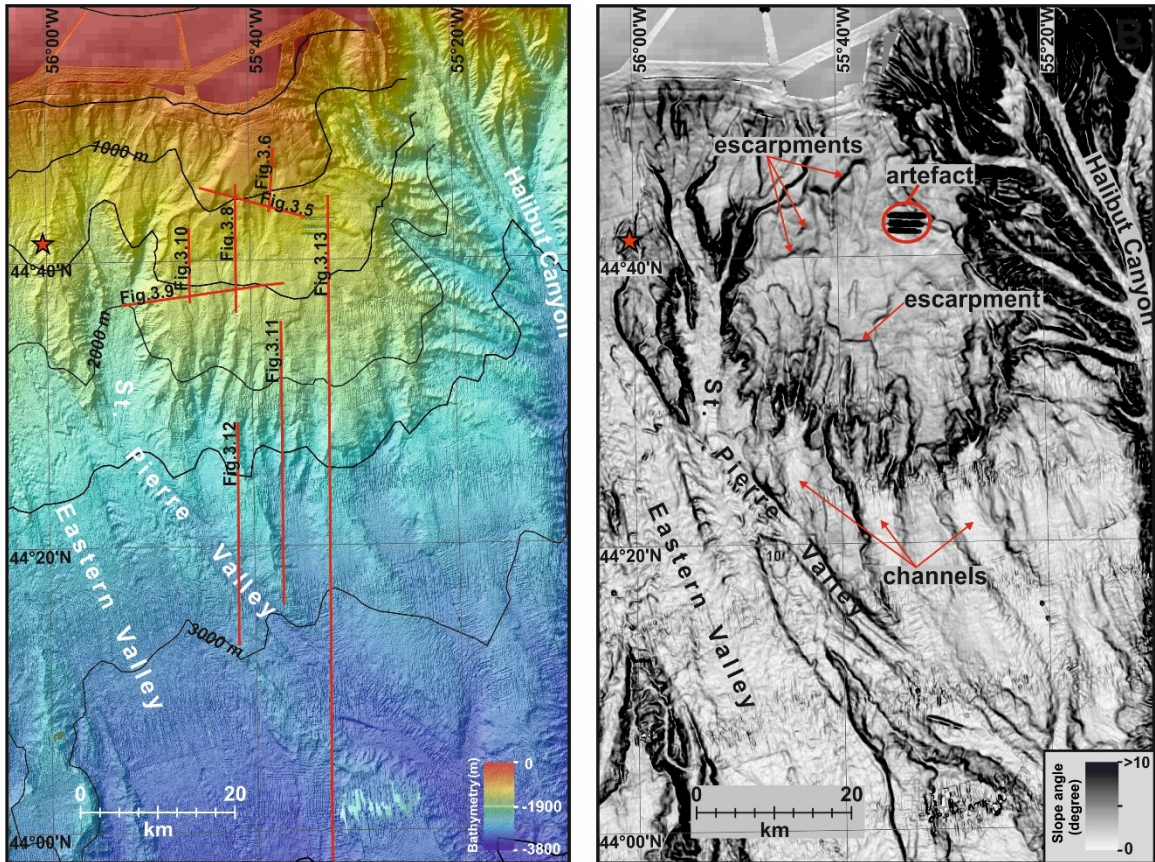 56°00'W
55°40'W
55°20'W
1000 m
Fig.3.6
Fig.3.5
Fig.3.8
Fig.3.10
Fig.3.13
Halibut Canyon
44°40'N
Fig.3.9
2000 m
Fig.3.11
St
Fig.3.12
Pierre
Valley
Eastern
Valley
44°20'N
3000 m
Bathymetry (m)
0
-1900
-3800
0 20
km
44°00'N
56°00'W
55°40'W
55°20'W
B
escarpments
artefact
Halibut Canyon
44°40'N
escarpment
St.
Pierre
Valley
Eastern
Valley
44°20'N
channels
Slope angle
(degree)
>10
0
0 20
km
44°00'N